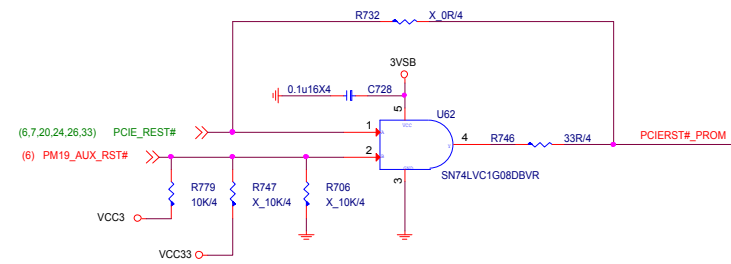 R732 X_0R/4
3VSB
0.1u16X4 C728
5
U62
VCC
(6,7,20,24,26,33) PCIE_REST# 1 A
4 R746 33R/4 PCIERST#_PROM
Y
(6) PM19_AUX_RST# 2 B
GND
SN74LVC1G08DBVR
3
R779 R747 R706
10K/4 X_10K/4 X_10K/4
VCC3
VCC33